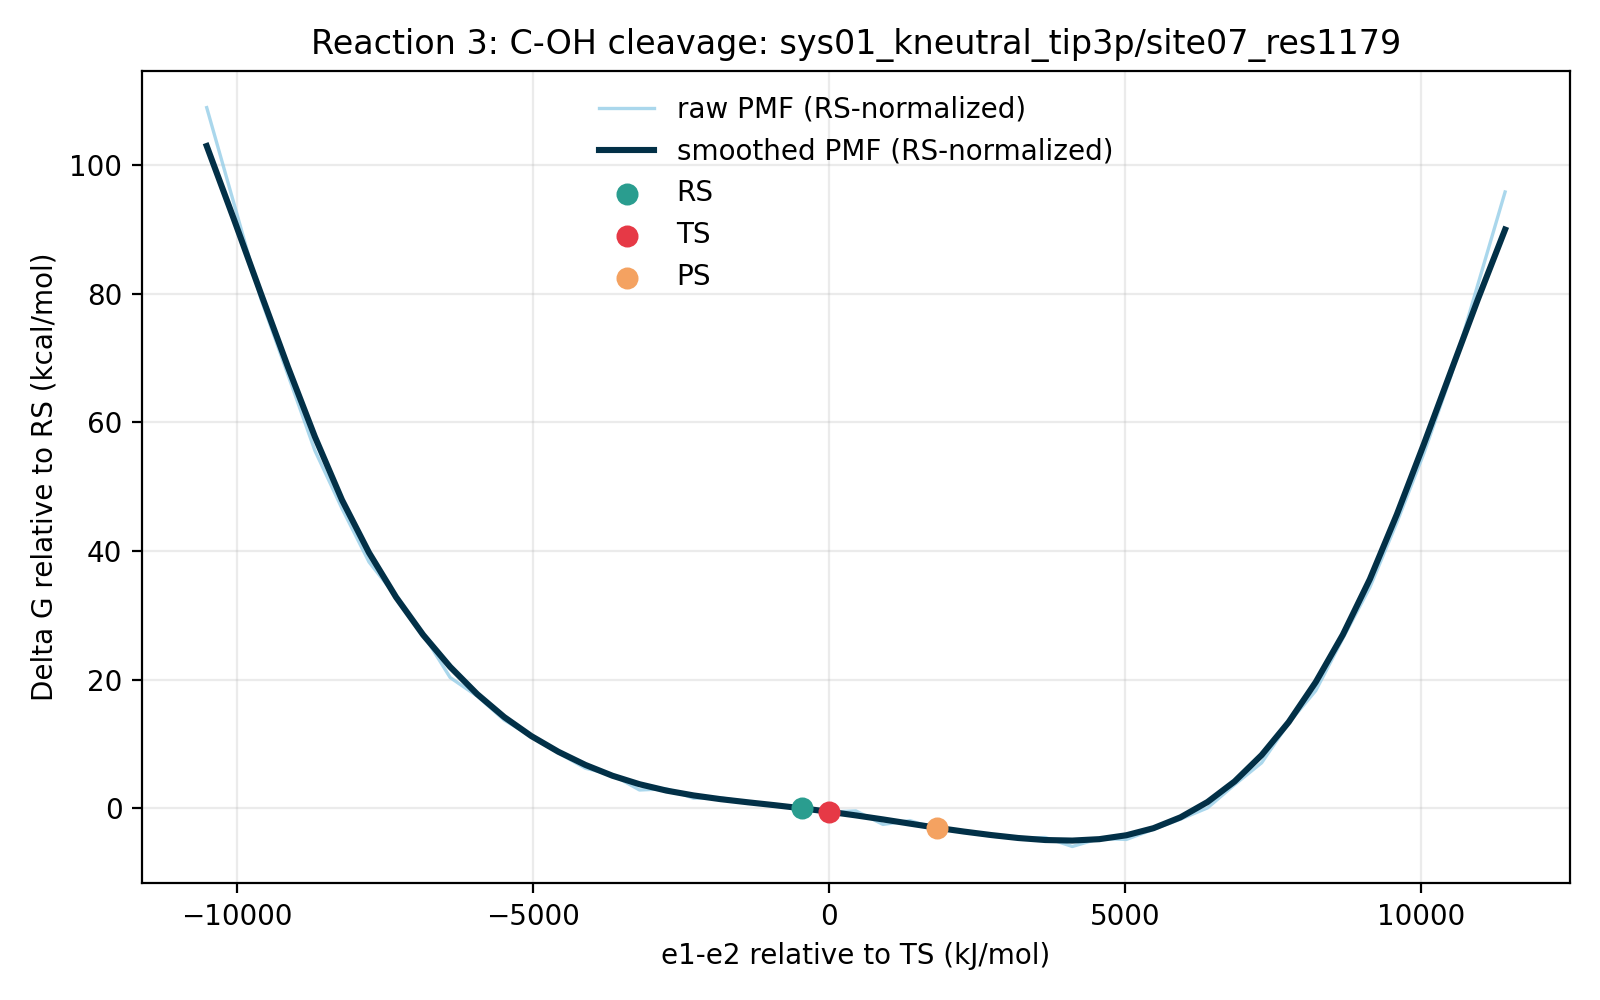 Reaction 3: C-OH cleavage: sys01_kneutral_tip3p/site07_res1179
raw PMF (RS-normalized)
smoothed PMF (RS-normalized)
RS
TS
PS
Delta G relative to RS (kcal/mol)
100
80
60
40
20
0
−10000
−5000
0
5000
10000
e1-e2 relative to TS (kJ/mol)